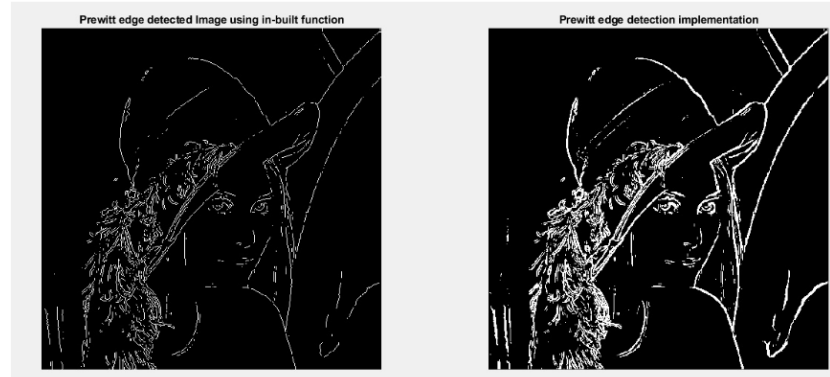 Prewitt edge detected Image using in-built function
Prewitt edge detection implementation